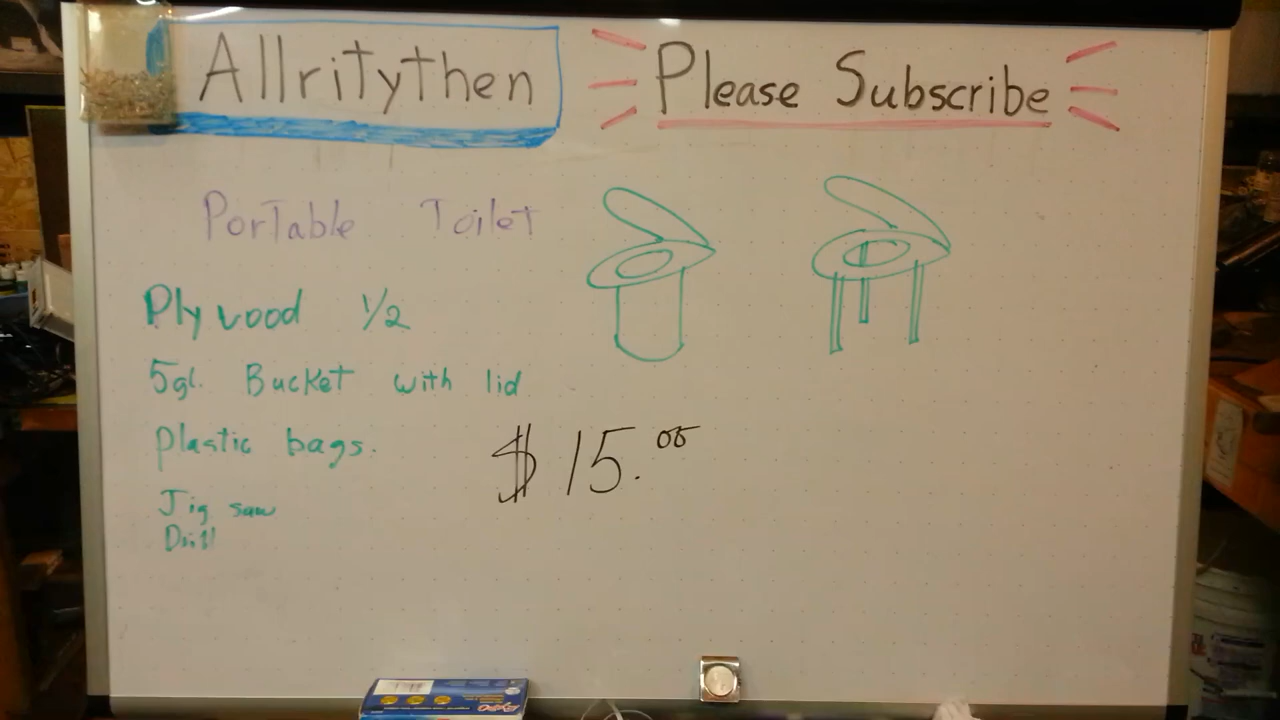 Allritythen
Please Subscribe
Portable Toilet
Plywood 1/2
5gl. Bucket with lid
Plastic bags.
$15.00
Jig saw
Drill
EXPO